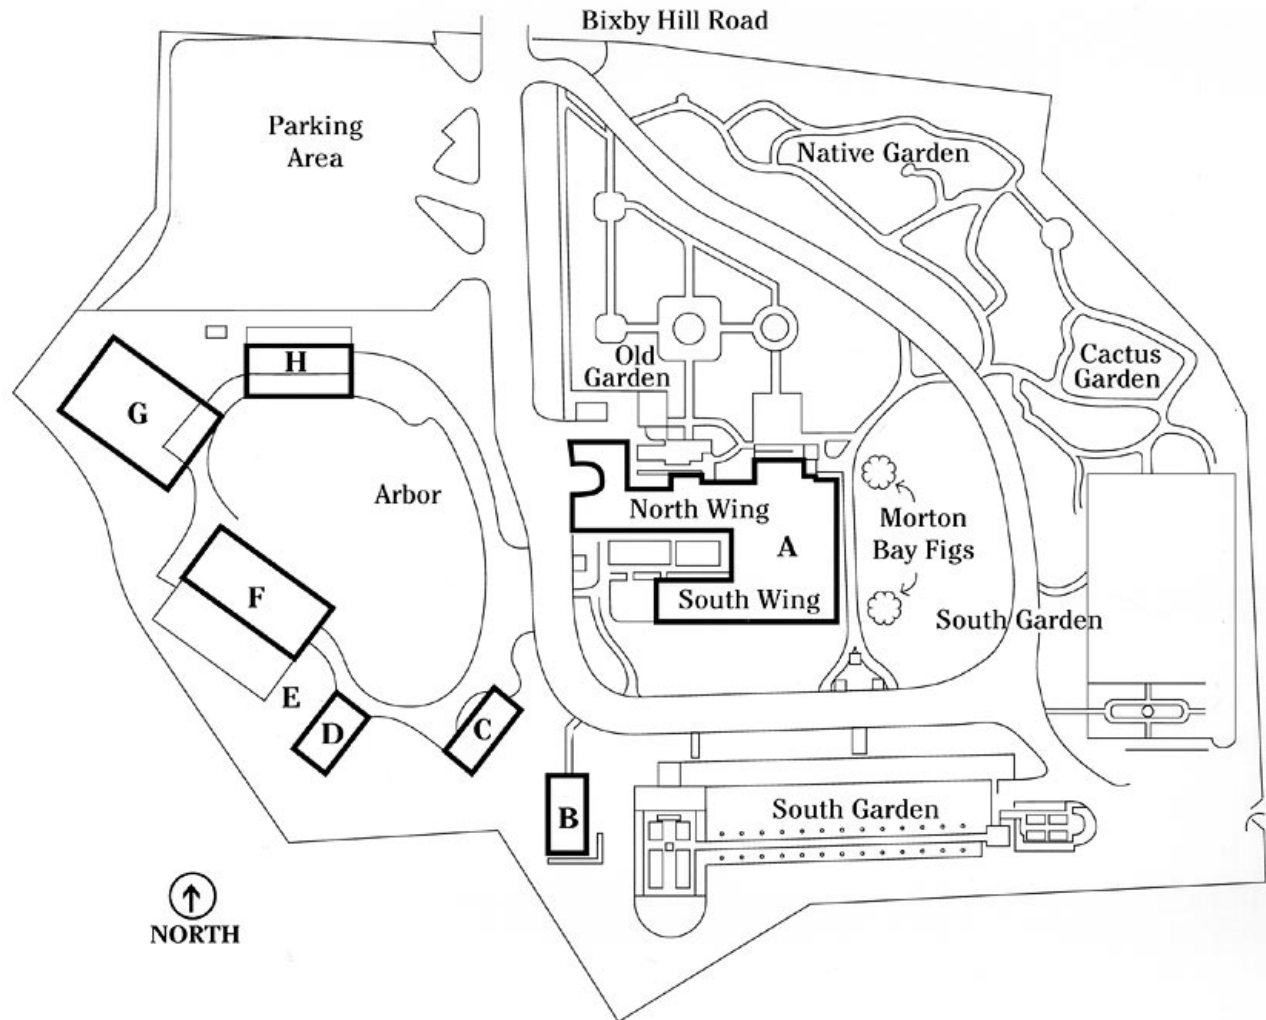 Bixby Hill Road
Parking
Area
Native Garden
H
G
Old
Garden
Cactus
Garden
Arbor
North Wing
A
Morton
Bay Figs
South Wing
South Garden
F
E
D
C
B
South Garden
NORTH